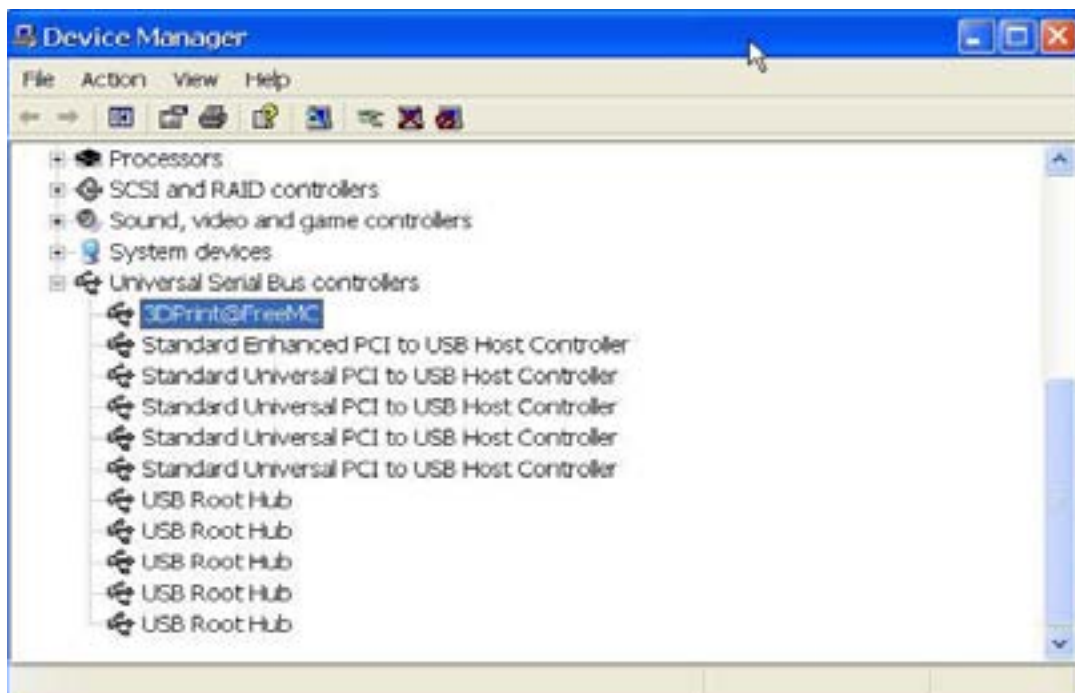 Device Manager
File Action View Help
Processors
SCSI and RAID controllers
Sound, video and game controllers
System devices
Universal Serial Bus controllers
3DPrint@FreeMC
Standard Enhanced PCI to USB Host Controller
Standard Universal PCI to USB Host Controller
Standard Universal PCI to USB Host Controller
Standard Universal PCI to USB Host Controller
Standard Universal PCI to USB Host Controller
USB Root Hub
USB Root Hub
USB Root Hub
USB Root Hub
USB Root Hub